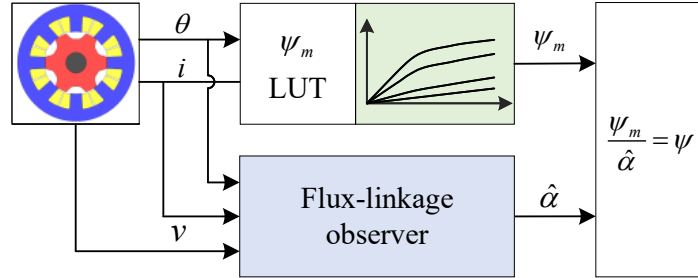 θ
i
v
ψ_m
LUT
ψ_m
Flux-linkage
observer
α̂
ψ_m / α̂ = ψ